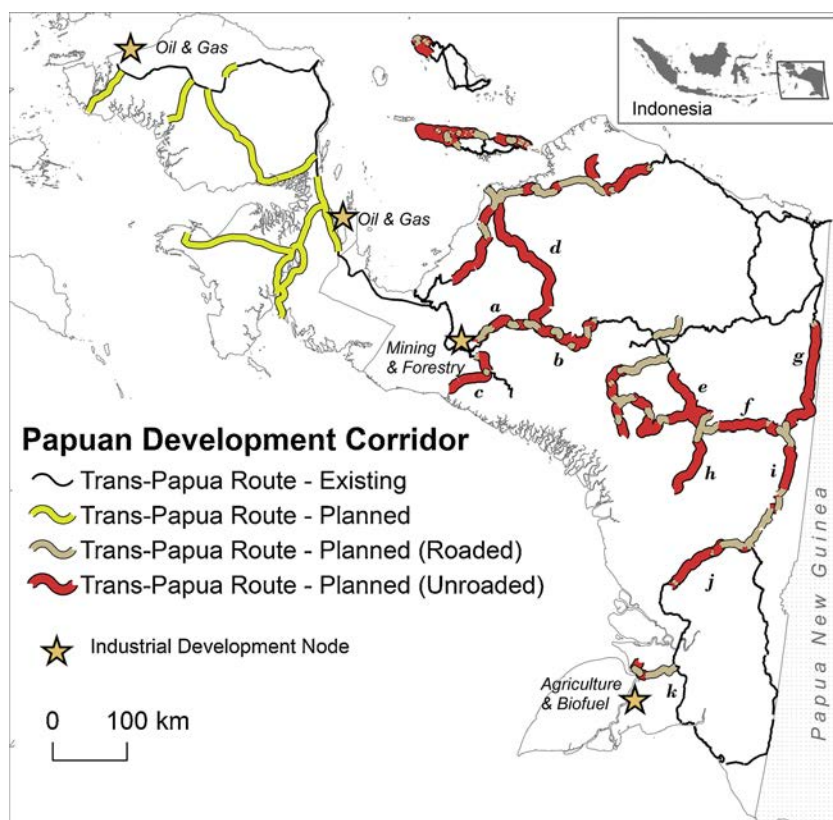 Oil & Gas
Indonesia
Oil & Gas
d
a
Mining
& Forestry
b
c
g
e
f
h
i
j
k
Papuan Development Corridor
Trans-Papua Route - Existing
Trans-Papua Route - Planned
Trans-Papua Route - Planned (Roaded)
Trans-Papua Route - Planned (Unroaded)
Industrial Development Node
0 100 km
Agriculture
& Biofuel
Papua New Guinea